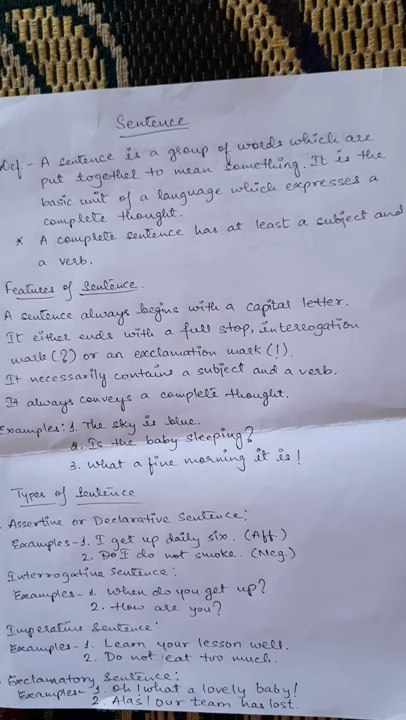 Sentence
Def - A sentence is a group of words which are
put together to mean something. It is the
basic unit of a language which expresses a
complete thought.
* A complete sentence has at least a subject and
a verb.
Features of Sentence.
A sentence always begins with a capital letter.
It either ends with a full stop, interrogation
mark (?) or an exclamation mark (!).
It necessarily contains a subject and a verb.
It always conveys a complete thought.
Examples: 1. The sky is blue.
2. Is the baby sleeping?
3. What a fine morning it is!
Types of Sentence
Assertive or Declarative Sentence:
Examples - 1. I get up daily six. (Aff.)
2. Do I do not smoke. (Neg.)
Interrogative Sentence:
Examples - 1. When do you get up?
2. How are you?
Imperative Sentence:
Examples - 1. Learn your lesson well.
2. Do not eat too much.
Exclamatory Sentence:
Examples - 1. Oh! what a lovely baby!
2. Alas! Our team has lost.